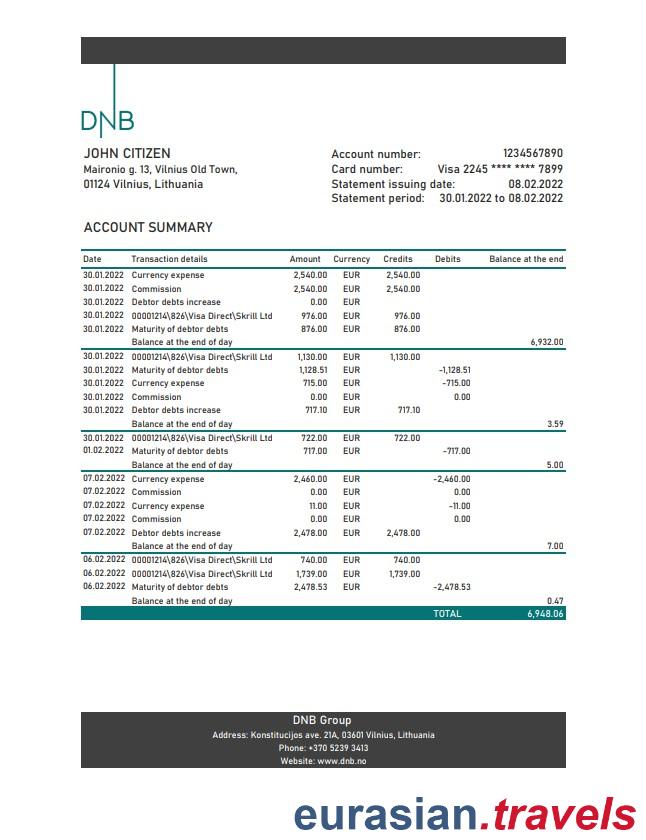 DNB
JOHN CITIZEN
Maironio g. 13, Vilnius Old Town,
01124 Vilnius, Lithuania
Account number: 1234567890
Card number: Visa 2245 **** **** 7899
Statement issuing date: 08.02.2022
Statement period: 30.01.2022 to 08.02.2022
ACCOUNT SUMMARY
Date Transaction details Amount Currency Credits Debits Balance at the end
30.01.2022 Currency expense 2,540.00 EUR 2,540.00
30.01.2022 Commission 2,540.00 EUR 2,540.00
30.01.2022 Debtor debts increase 0.00 EUR
30.01.2022 00001214\826\Visa Direct\Skrill Ltd 976.00 EUR 976.00
30.01.2022 Maturity of debtor debts 876.00 EUR 876.00
Balance at the end of day 6,932.00
30.01.2022 00001214\826\Visa Direct\Skrill Ltd 1,130.00 EUR 1,130.00
30.01.2022 Maturity of debtor debts 1,128.51 EUR -1,128.51
30.01.2022 Currency expense 715.00 EUR -715.00
30.01.2022 Commission 0.00 EUR 0.00
30.01.2022 Debtor debts increase 717.10 EUR 717.10
Balance at the end of day 3.59
30.01.2022 00001214\826\Visa Direct\Skrill Ltd 722.00 EUR 722.00
01.02.2022 Maturity of debtor debts 717.00 EUR -717.00
Balance at the end of day 5.00
07.02.2022 Currency expense 2,460.00 EUR -2,460.00
07.02.2022 Commission 0.00 EUR 0.00
07.02.2022 Currency expense 11.00 EUR -11.00
07.02.2022 Commission 0.00 EUR 0.00
07.02.2022 Debtor debts increase 2,478.00 EUR 2,478.00
Balance at the end of day 7.00
06.02.2022 00001214\826\Visa Direct\Skrill Ltd 740.00 EUR 740.00
06.02.2022 00001214\826\Visa Direct\Skrill Ltd 1,739.00 EUR 1,739.00
06.02.2022 Maturity of debtor debts 2,478.53 EUR -2,478.53
Balance at the end of day 0.47
TOTAL 6,948.06
DNB Group
Address: Konstitucijos ave. 21A, 03601 Vilnius, Lithuania
Phone: +370 5239 3413
Website: www.dnb.no
eurasian.travels